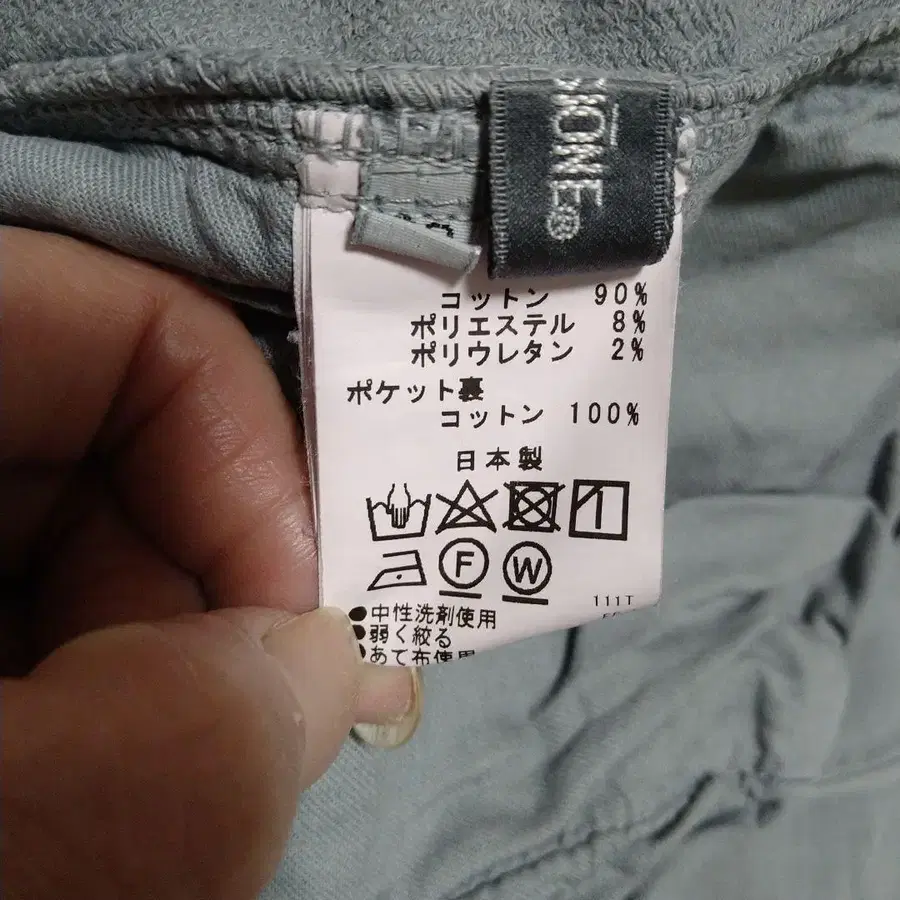 コットン 90%
ポリエステル 8%
ポリウレタン 2%
ポケット裏
コットン 100%
日本製
F W
111T
●中性洗剤使用
●弱く絞る
●あて布使用